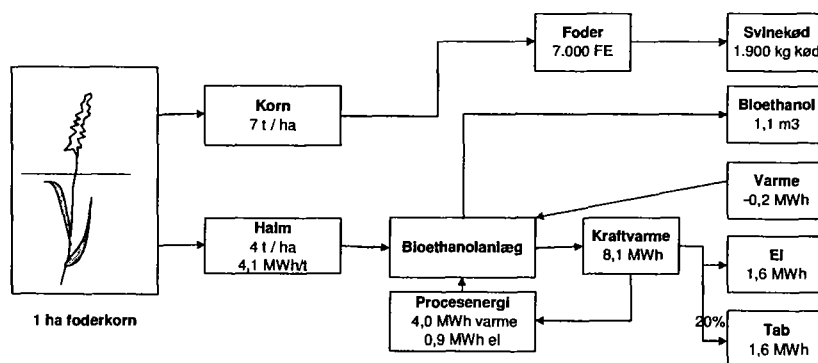 Foder
7.000 FE
Svinekød
1.900 kg kød
Korn
7 t / ha
Bioethanol
1,1 m3
Varme
-0,2 MWh
Halm
4 t / ha
4,1 MWh/t
Bioethanolanlæg
Kraftvarme
8,1 MWh
El
1,6 MWh
Procesenergi
4,0 MWh varme
0,9 MWh el
20%
Tab
1,6 MWh
1 ha foderkorn